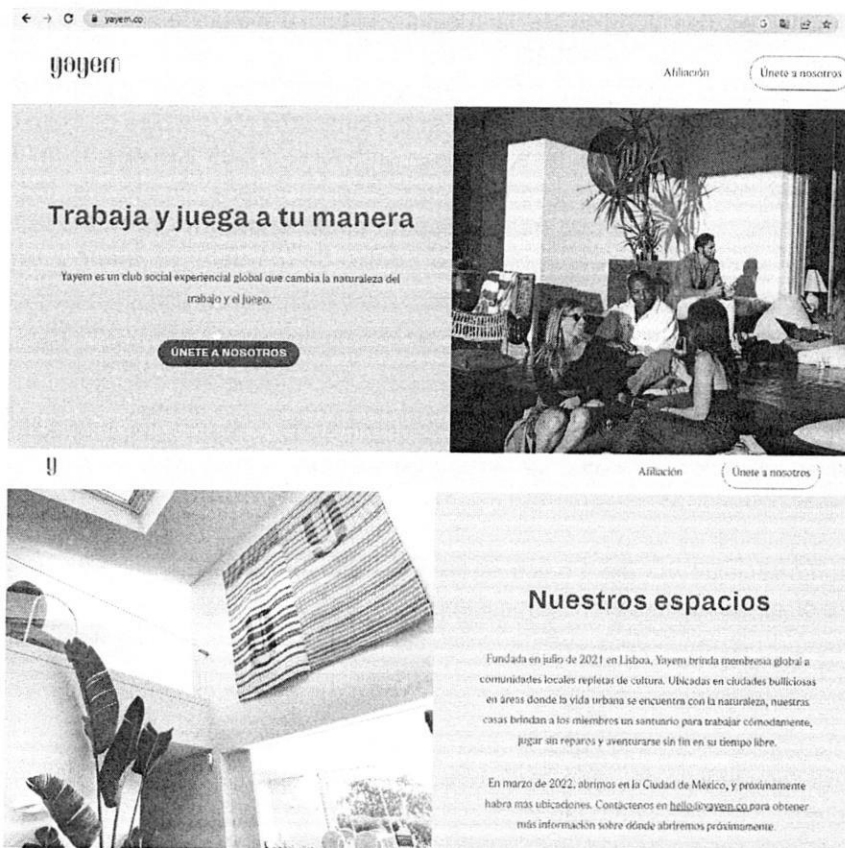 yayem.co
yayem
Afiliación
Únete a nosotros
Trabaja y juega a tu manera
Yayem es un club social experiencial global que cambia la naturaleza del
trabajo y el juego.
ÚNETE A NOSOTROS
y
Afiliación
Únete a nosotros
Nuestros espacios
Fundada en julio de 2021 en Lisboa, Yayem brinda membresía global a
comunidades locales repletas de cultura. Ubicadas en ciudades bulliciosas
en áreas donde la vida urbana se encuentra con la naturaleza, nuestras
casas brindan a los miembros un santuario para trabajar cómodamente,
jugar sin reparos y aventurarse sin fin en su tiempo libre.
En marzo de 2022, abrimos en la Ciudad de México, y próximamente
habrá más ubicaciones. Contáctenos en hello@yayem.co para obtener
más información sobre dónde abriremos próximamente.